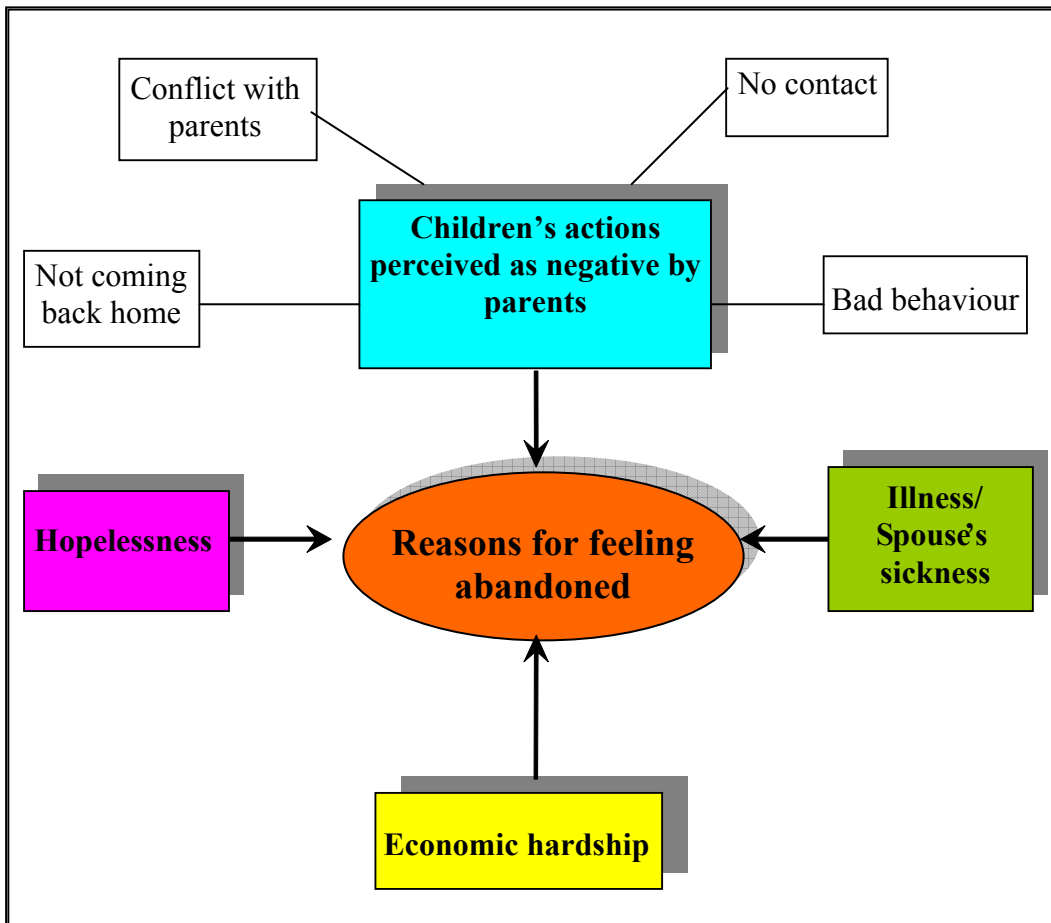 Conflict with
parents
No contact
Children’s actions
perceived as negative by
parents
Not coming
back home
Bad behaviour
Hopelessness
Reasons for feeling
abandoned
Illness/
Spouse’s
sickness
Economic hardship